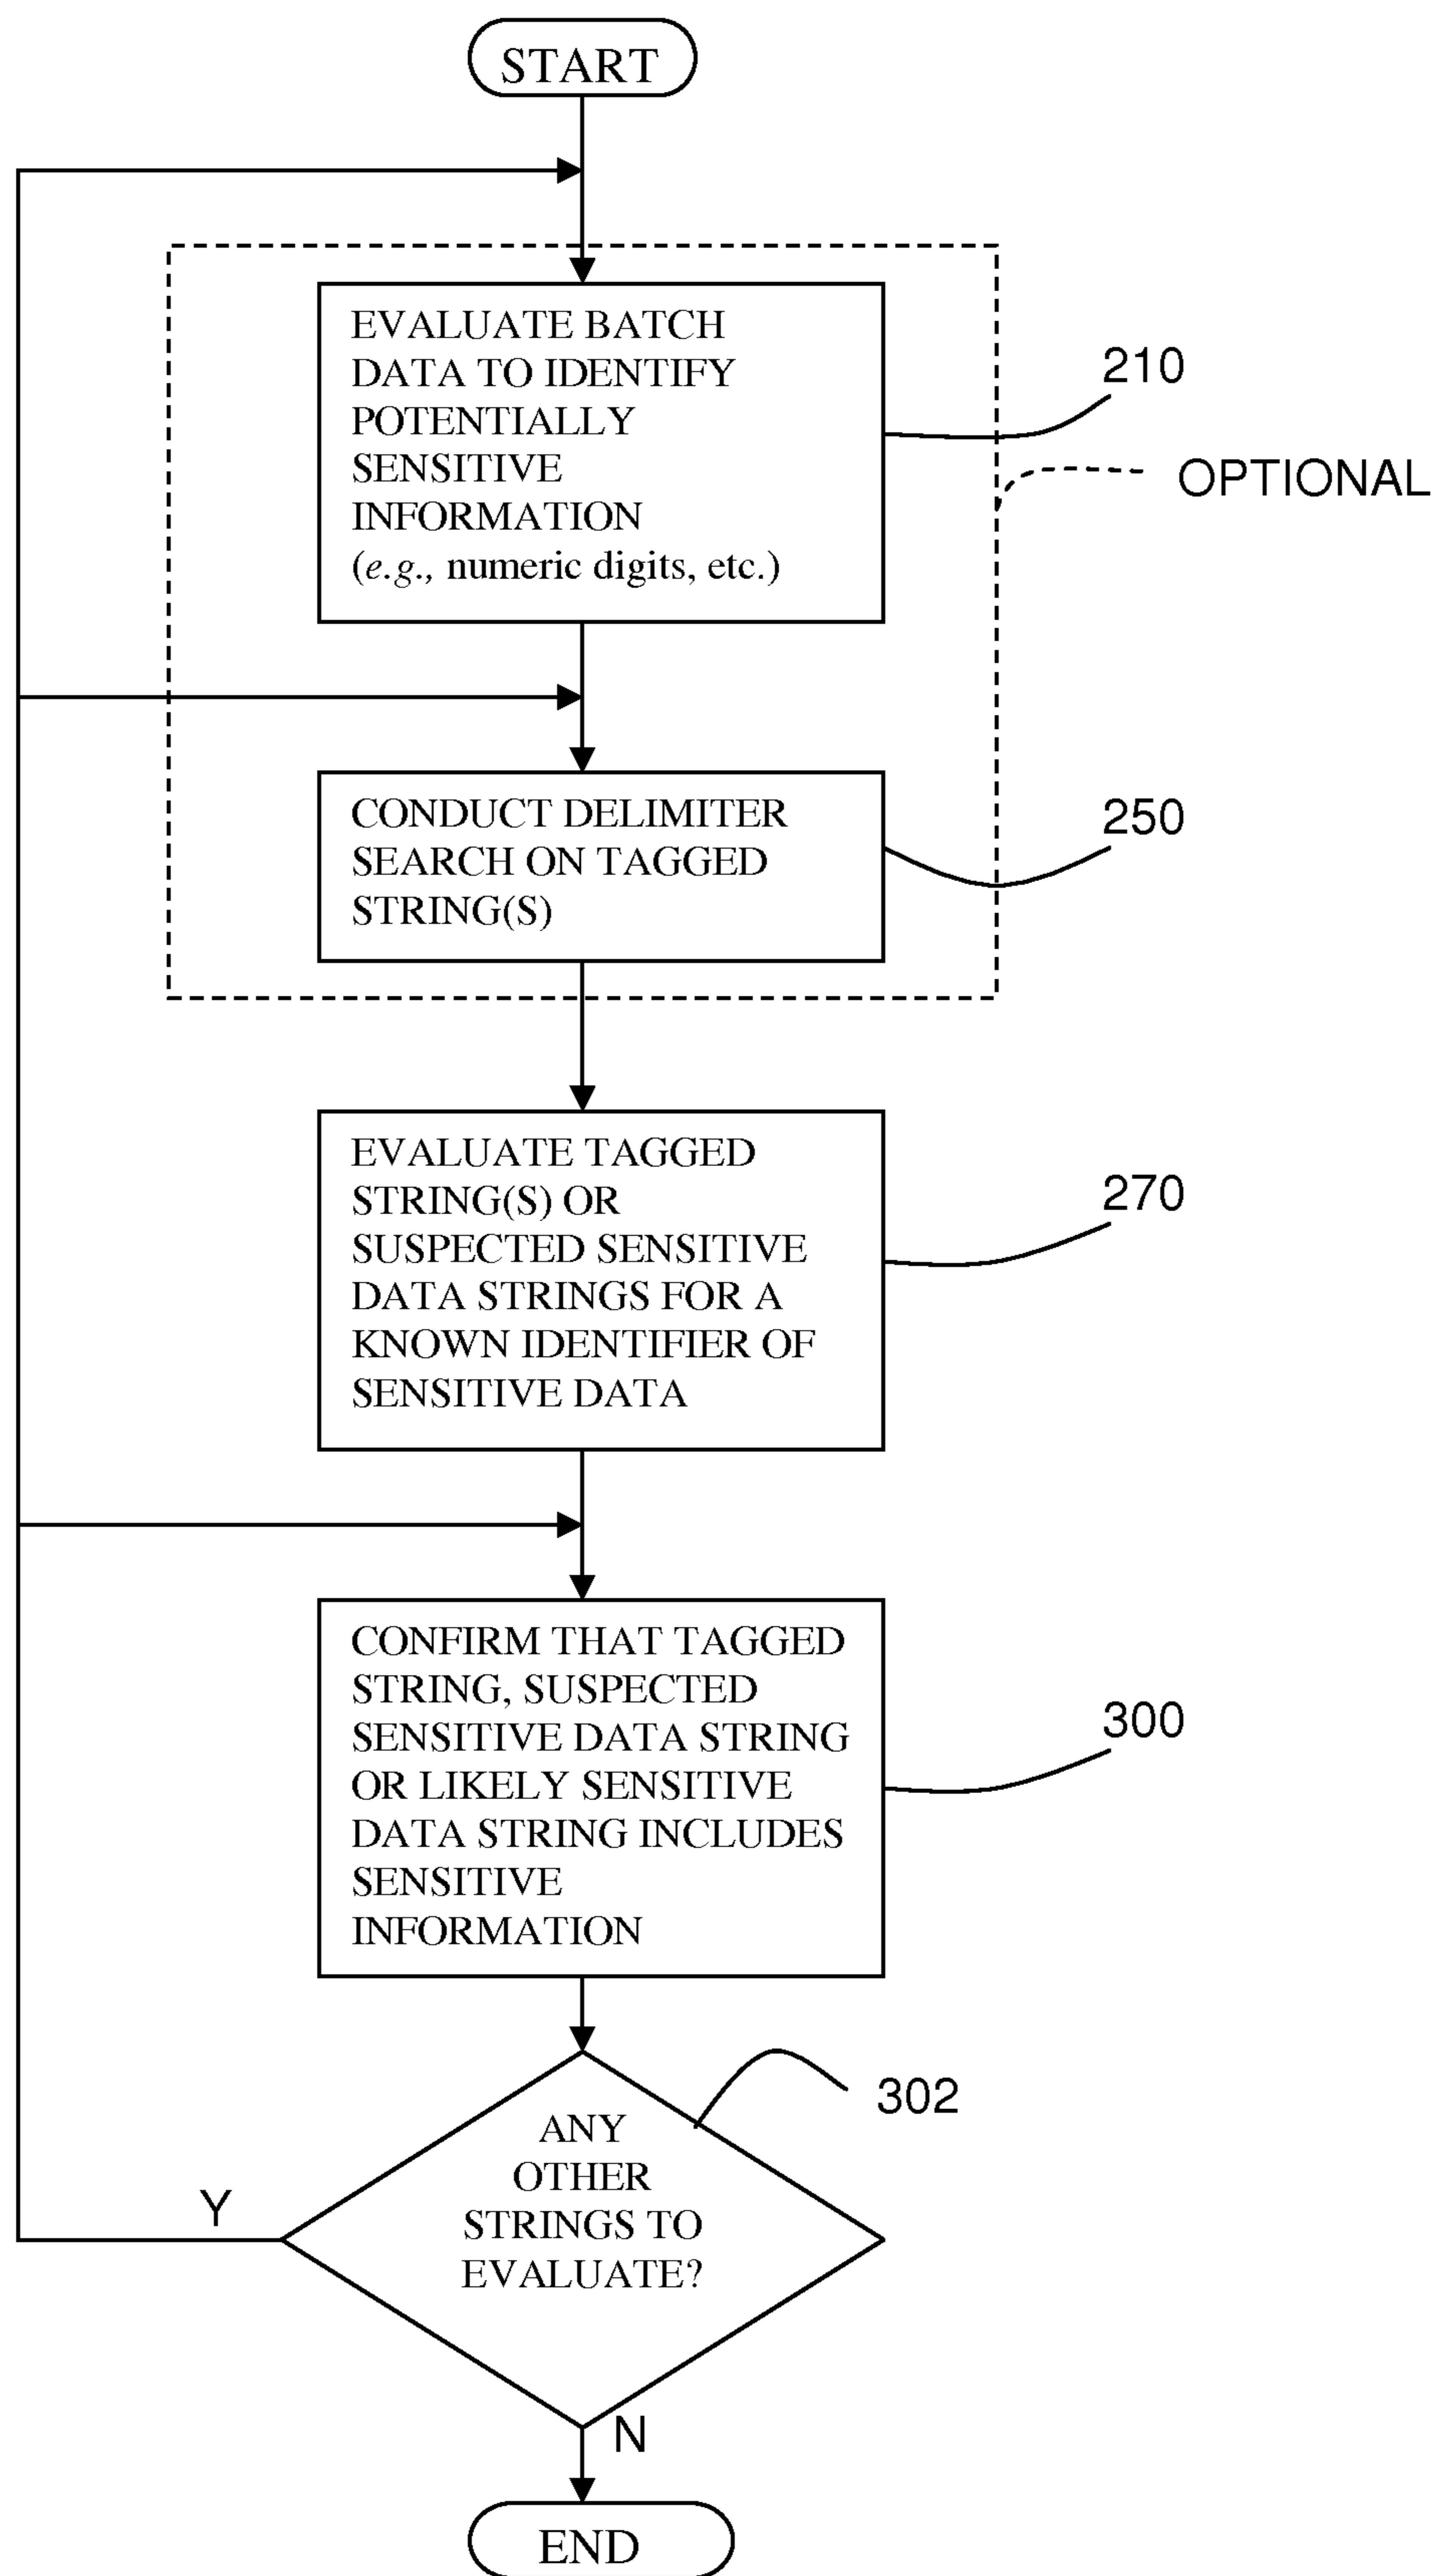 START
EVALUATE BATCH
DATA TO IDENTIFY
POTENTIALLY
SENSITIVE
INFORMATION
(e.g., numeric digits, etc.)
210
OPTIONAL
CONDUCT DELIMITER
SEARCH ON TAGGED
STRING(S)
250
EVALUATE TAGGED
STRING(S) OR
SUSPECTED SENSITIVE
DATA STRINGS FOR A
KNOWN IDENTIFIER OF
SENSITIVE DATA
270
CONFIRM THAT TAGGED
STRING, SUSPECTED
SENSITIVE DATA STRING
OR LIKELY SENSITIVE
DATA STRING INCLUDES
SENSITIVE
INFORMATION
300
ANY
OTHER
STRINGS TO
EVALUATE?
302
Y
N
END